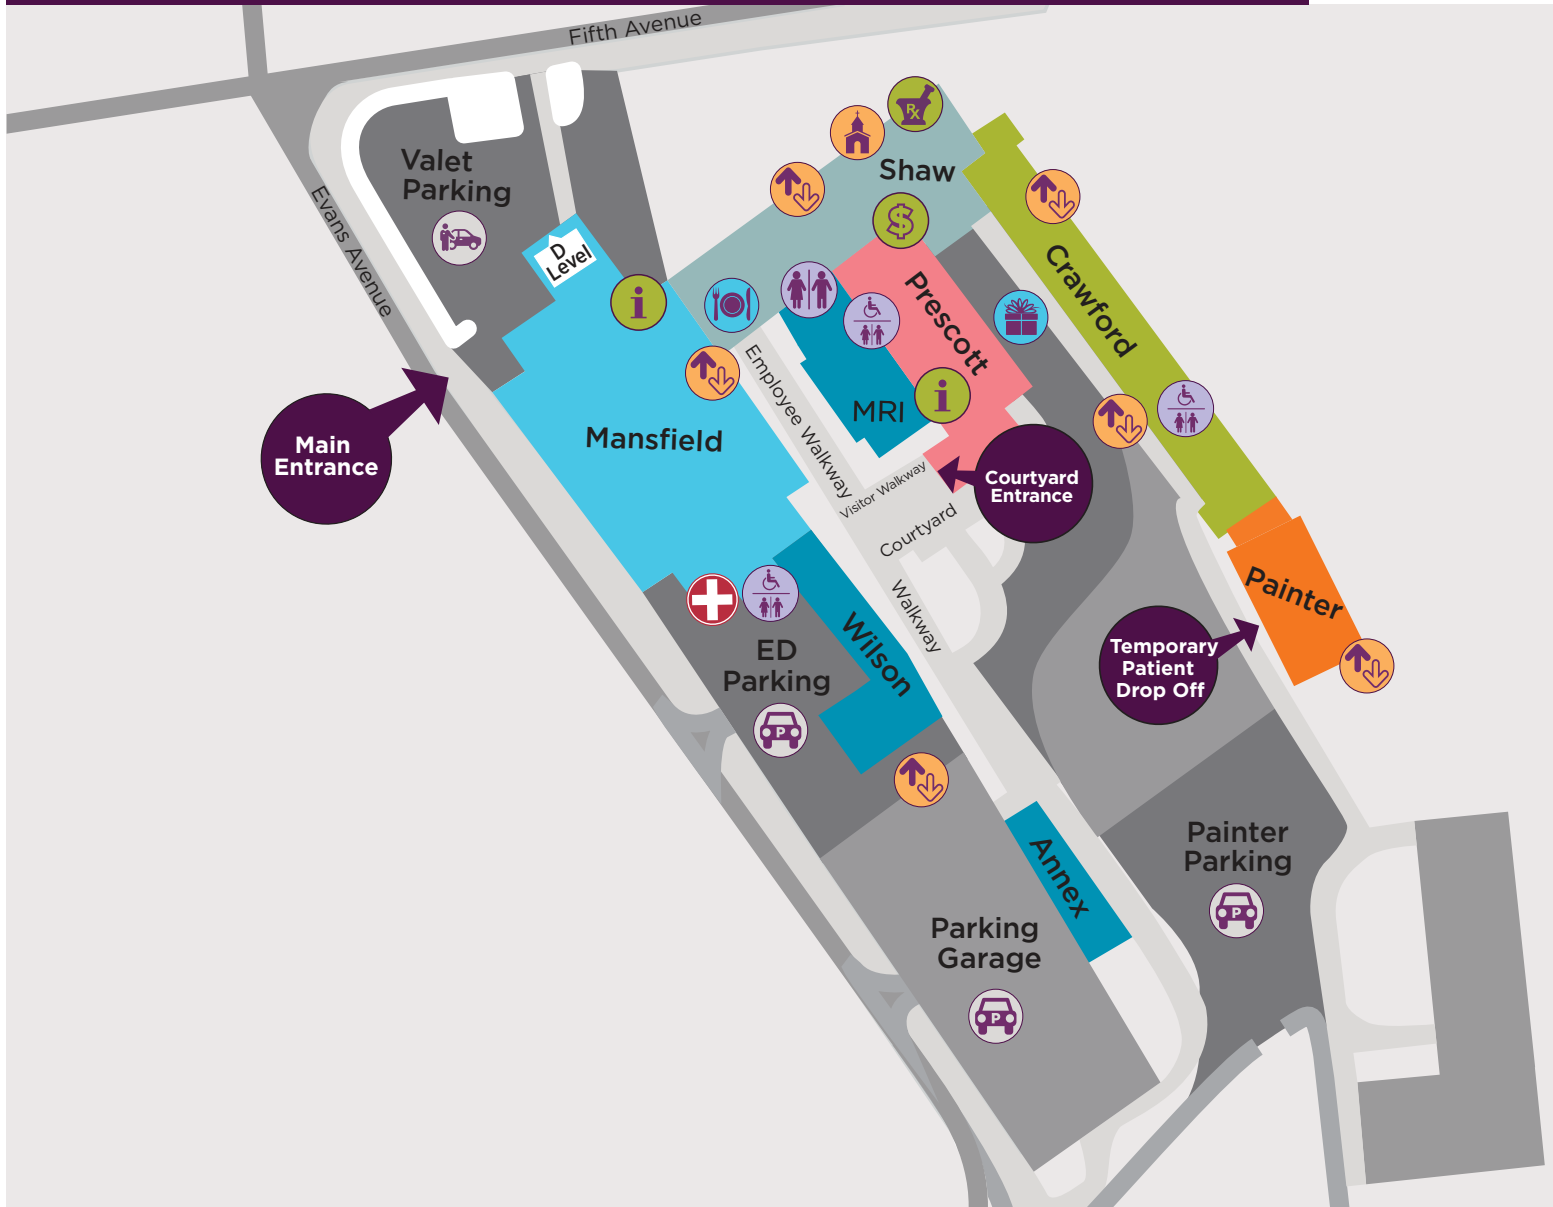 Fifth Avenue
Valet
Parking
Evans Avenue
D
Level
Rx
Shaw
$
i
Prescott
Crawford
Employee Walkway
MRI
i
Mansfield
Main
Entrance
Visitor Walkway
Courtyard
Entrance
Courtyard
Walkway
Painter
Wilson
ED
Parking
P
Temporary
Patient
Drop Off
Annex
Painter
Parking
P
Parking
Garage
P